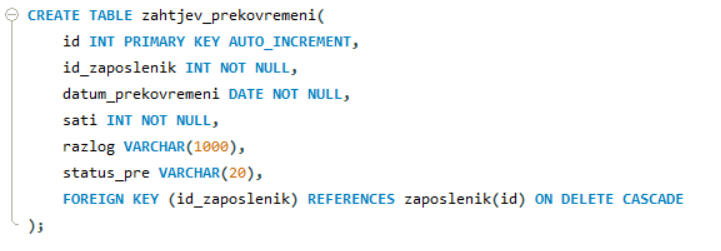 CREATE TABLE zahtjev_prekovremeni(
id INT PRIMARY KEY AUTO_INCREMENT,
id_zaposlenik INT NOT NULL,
datum_prekovremeni DATE NOT NULL,
sati INT NOT NULL,
razlog VARCHAR(1000),
status_pre VARCHAR(20),
FOREIGN KEY (id_zaposlenik) REFERENCES zaposlenik(id) ON DELETE CASCADE
);